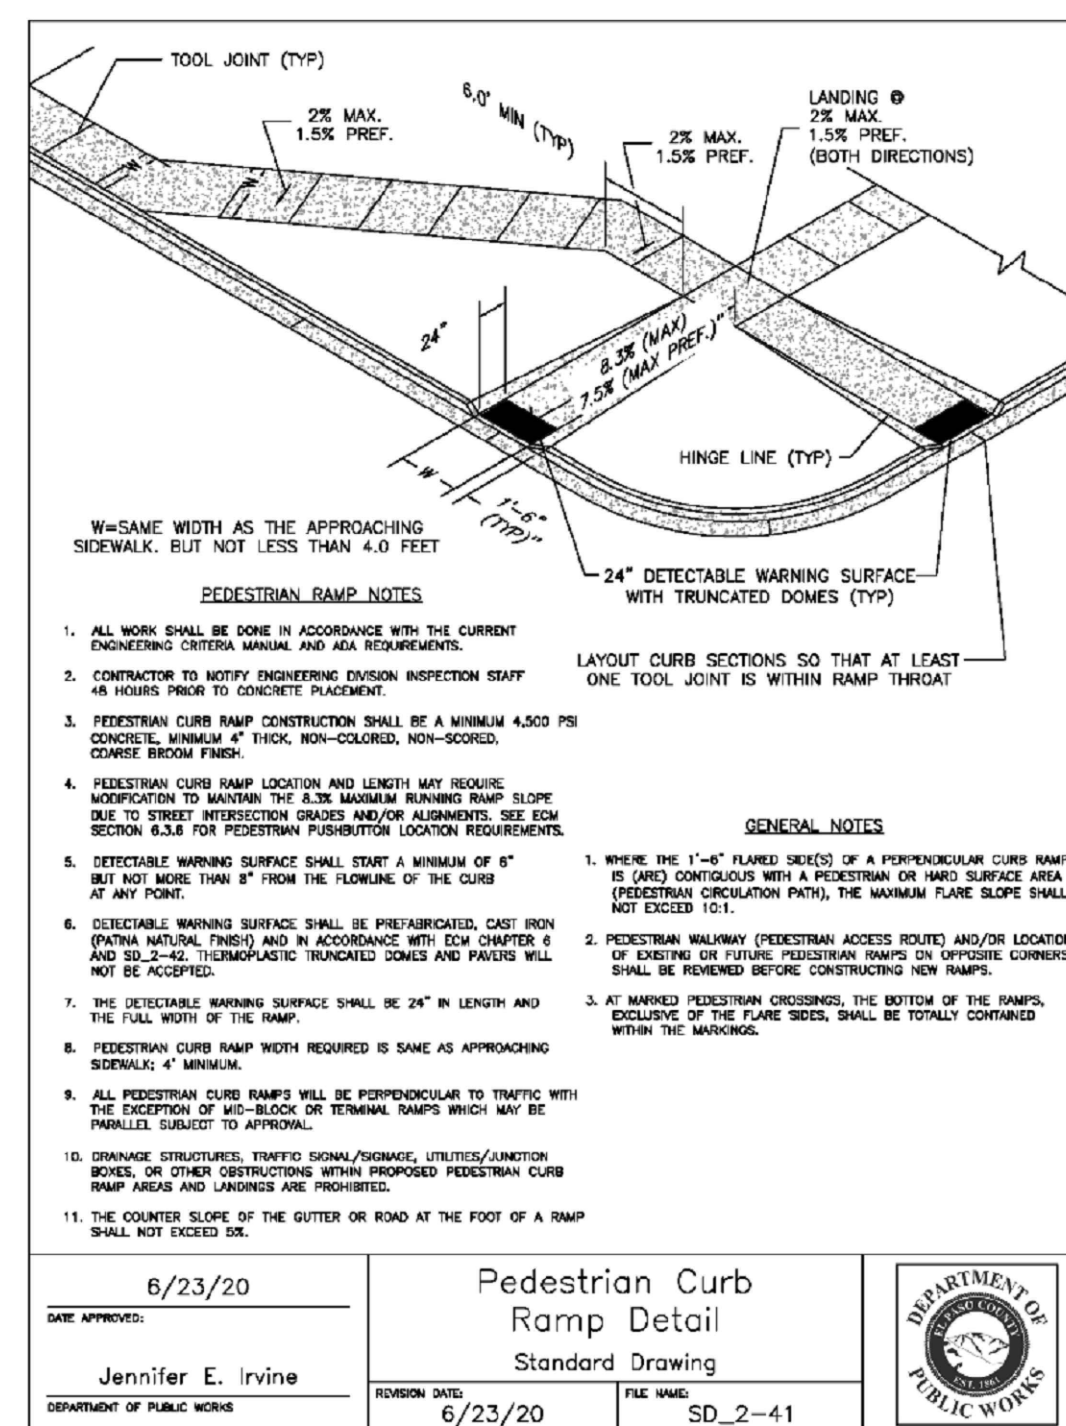 TOOL JOINT (TYP)
2% MAX.
1.5% PREF.
6.0' MIN (TYP)
2% MAX.
1.5% PREF.
LANDING @
2% MAX.
1.5% PREF.
(BOTH DIRECTIONS)
W
W
24"
8.3% (MAX)
7.5% (MAX PREF.)"
HINGE LINE (TYP)
W
1'-6"
(TYP)"
W=SAME WIDTH AS THE APPROACHING
SIDEWALK. BUT NOT LESS THAN 4.0 FEET
24" DETECTABLE WARNING SURFACE
WITH TRUNCATED DOMES (TYP)
LAYOUT CURB SECTIONS SO THAT AT LEAST
ONE TOOL JOINT IS WITHIN RAMP THROAT
PEDESTRIAN RAMP NOTES
1. ALL WORK SHALL BE DONE IN ACCORDANCE WITH THE CURRENT
ENGINEERING CRITERIA MANUAL AND ADA REQUIREMENTS.
2. CONTRACTOR TO NOTIFY ENGINEERING DIVISION INSPECTION STAFF
48 HOURS PRIOR TO CONCRETE PLACEMENT.
3. PEDESTRIAN CURB RAMP CONSTRUCTION SHALL BE A MINIMUM 4,500 PSI
CONCRETE, MINIMUM 4" THICK, NON-COLORED, NON-SCORED,
COARSE BROOM FINISH.
4. PEDESTRIAN CURB RAMP LOCATION AND LENGTH MAY REQUIRE
MODIFICATION TO MAINTAIN THE 8.3% MAXIMUM RUNNING RAMP SLOPE
DUE TO STREET INTERSECTION GRADES AND/OR ALIGNMENTS. SEE ECM
SECTION 6.3.6 FOR PEDESTRIAN PUSHBUTTON LOCATION REQUIREMENTS.
5. DETECTABLE WARNING SURFACE SHALL START A MINIMUM OF 6"
BUT NOT MORE THAN 8" FROM THE FLOWLINE OF THE CURB
AT ANY POINT.
6. DETECTABLE WARNING SURFACE SHALL BE PREFABRICATED, CAST IRON
(PATINA NATURAL FINISH) AND IN ACCORDANCE WITH ECM CHAPTER 6
AND SD_2-42. THERMOPLASTIC TRUNCATED DOMES AND PAVERS WILL
NOT BE ACCEPTED.
7. THE DETECTABLE WARNING SURFACE SHALL BE 24" IN LENGTH AND
THE FULL WIDTH OF THE RAMP.
8. PEDESTRIAN CURB RAMP WIDTH REQUIRED IS SAME AS APPROACHING
SIDEWALK; 4' MINIMUM.
9. ALL PEDESTRIAN CURB RAMPS WILL BE PERPENDICULAR TO TRAFFIC WITH
THE EXCEPTION OF MID-BLOCK OR TERMINAL RAMPS WHICH MAY BE
PARALLEL SUBJECT TO APPROVAL.
10. DRAINAGE STRUCTURES, TRAFFIC SIGNAL/SIGNAGE, UTILITIES/JUNCTION
BOXES, OR OTHER OBSTRUCTIONS WITHIN PROPOSED PEDESTRIAN CURB
RAMP AREAS AND LANDINGS ARE PROHIBITED.
11. THE COUNTER SLOPE OF THE GUTTER OR ROAD AT THE FOOT OF A RAMP
SHALL NOT EXCEED 5%.
GENERAL NOTES
1. WHERE THE 1'-6" FLARED SIDE(S) OF A PERPENDICULAR CURB RAMP
IS (ARE) CONTIGUOUS WITH A PEDESTRIAN OR HARD SURFACE AREA
(PEDESTRIAN CIRCULATION PATH), THE MAXIMUM FLARE SLOPE SHALL
NOT EXCEED 10:1.
2. PEDESTRIAN WALKWAY (PEDESTRIAN ACCESS ROUTE) AND/OR LOCATION
OF EXISTING OR FUTURE PEDESTRIAN RAMPS ON OPPOSITE CORNERS
SHALL BE REVIEWED BEFORE CONSTRUCTING NEW RAMPS.
3. AT MARKED PEDESTRIAN CROSSINGS, THE BOTTOM OF THE RAMPS,
EXCLUSIVE OF THE FLARE SIDES, SHALL BE TOTALLY CONTAINED
WITHIN THE MARKINGS.
6/23/20
DATE APPROVED:
Jennifer E. Irvine
DEPARTMENT OF PUBLIC WORKS
Pedestrian Curb
Ramp Detail
Standard Drawing
REVISION DATE:
6/23/20
FILE NAME:
SD_2-41
DEPARTMENT OF
EL PASO COUNTY
EST. 1861
PUBLIC WORKS